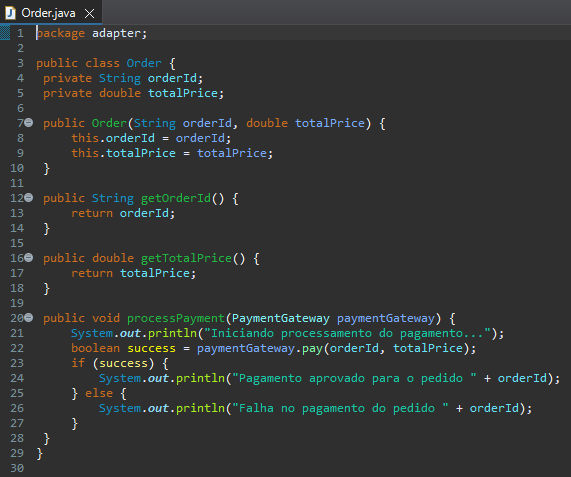 Order.java
1 package adapter;
2
3 public class Order {
4 private String orderId;
5 private double totalPrice;
6
7 public Order(String orderId, double totalPrice) {
8 this.orderId = orderId;
9 this.totalPrice = totalPrice;
10 }
11
12 public String getOrderId() {
13 return orderId;
14 }
15
16 public double getTotalPrice() {
17 return totalPrice;
18 }
19
20 public void processPayment(PaymentGateway paymentGateway) {
21 System.out.println("Iniciando processamento do pagamento...");
22 boolean success = paymentGateway.pay(orderId, totalPrice);
23 if (success) {
24 System.out.println("Pagamento aprovado para o pedido " + orderId);
25 } else {
26 System.out.println("Falha no pagamento do pedido " + orderId);
27 }
28 }
29 }
30